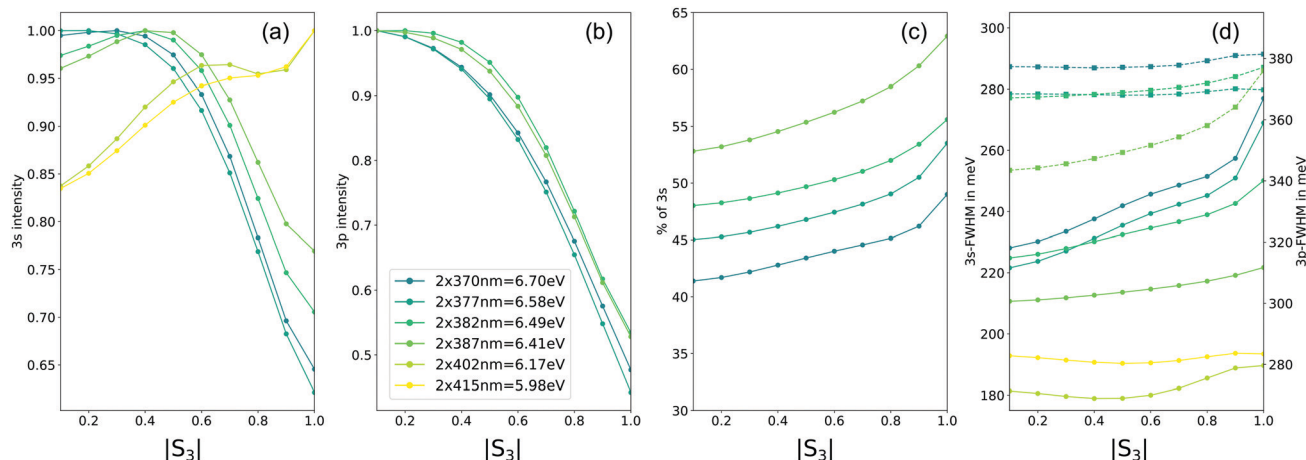 (a)
1.00
0.95
0.90
0.85
0.80
0.75
0.70
0.65
3s intensity
0.2 0.4 0.6 0.8 1.0
|S3|
(b)
1.0
0.9
0.8
0.7
0.6
0.5
3p intensity
2x370nm=6.70eV
2x377nm=6.58eV
2x382nm=6.49eV
2x387nm=6.41eV
2x402nm=6.17eV
2x415nm=5.98eV
0.2 0.4 0.6 0.8 1.0
|S3|
(c)
65
60
55
50
45
40
35
30
% of 3s
0.2 0.4 0.6 0.8 1.0
|S3|
(d)
300
280
260
240
220
200
180
3s-FWHM in meV
380
360
340
320
300
280
3p-FWHM in meV
0.2 0.4 0.6 0.8 1.0
|S3|